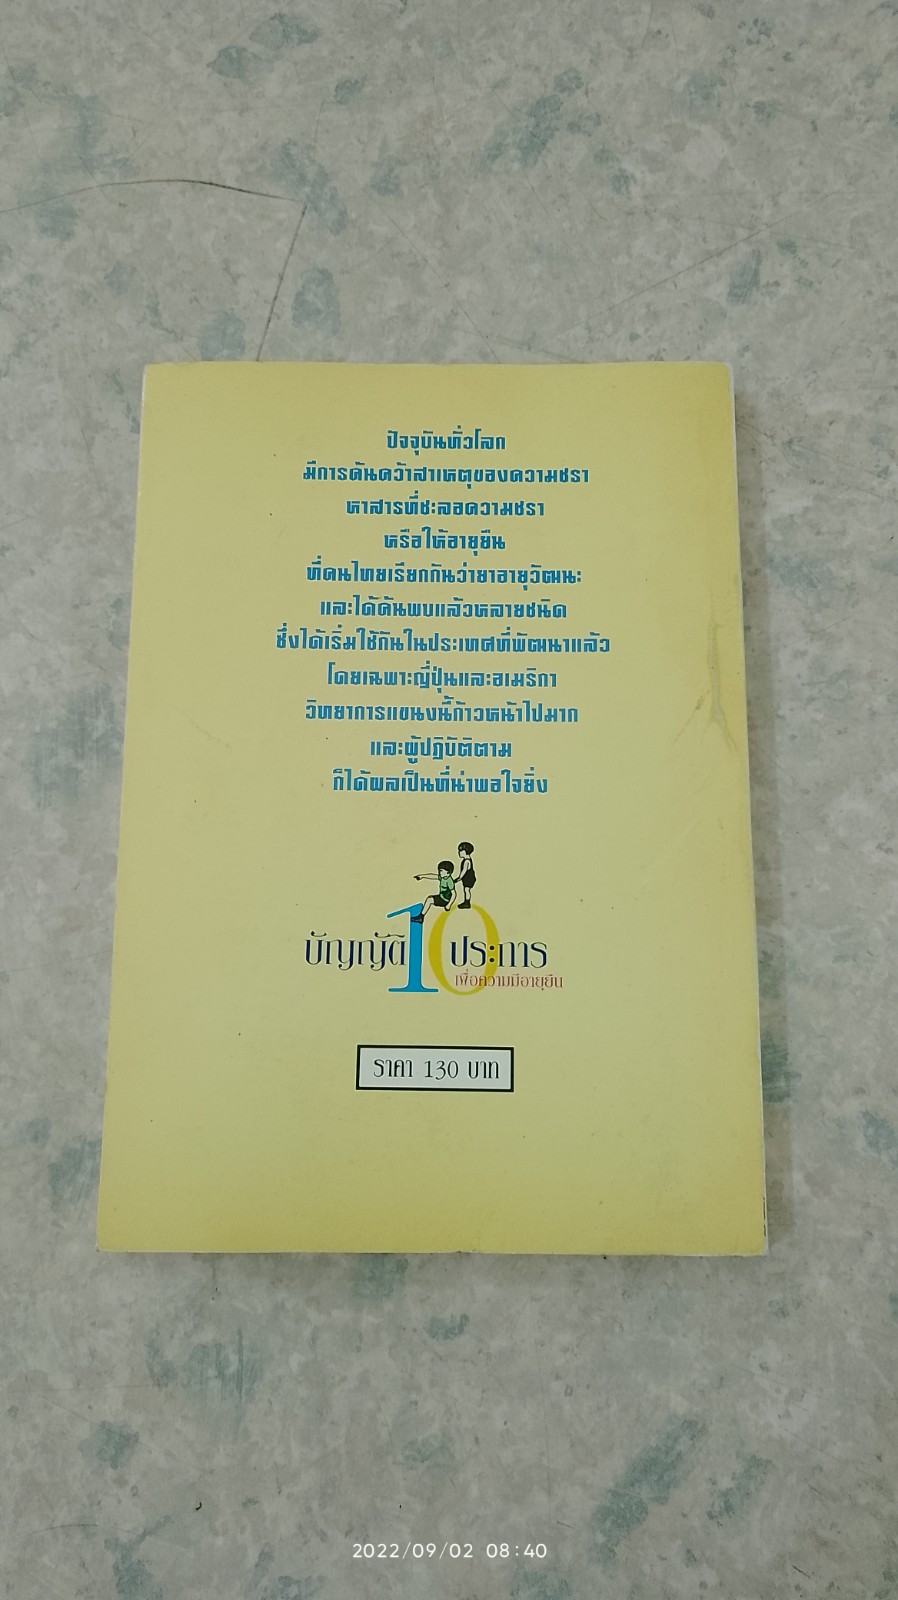 ปัจจุบันทั่วโลก
มีการค้นคว้าสาเหตุของความชรา
หาสารที่ชะลอความชรา
หรือให้อายุยืน
ที่คนไทยเรียกกันว่ายาอายุวัฒนะ
และได้ค้นพบแล้วหลายชนิด
ซึ่งได้เริ่มใช้กันในประเทศที่พัฒนาแล้ว
โดยเฉพาะญี่ปุ่นและอเมริกา
วิทยาการแขนงนี้ก้าวหน้าไปมาก
และผู้ปฏิบัติตาม
ก็ได้ผลเป็นที่น่าพอใจยิ่ง
บัญญัติ 10 ประการ
เพื่อความมีอายุยืน
ราคา 130 บาท
2022/09/02 08:40